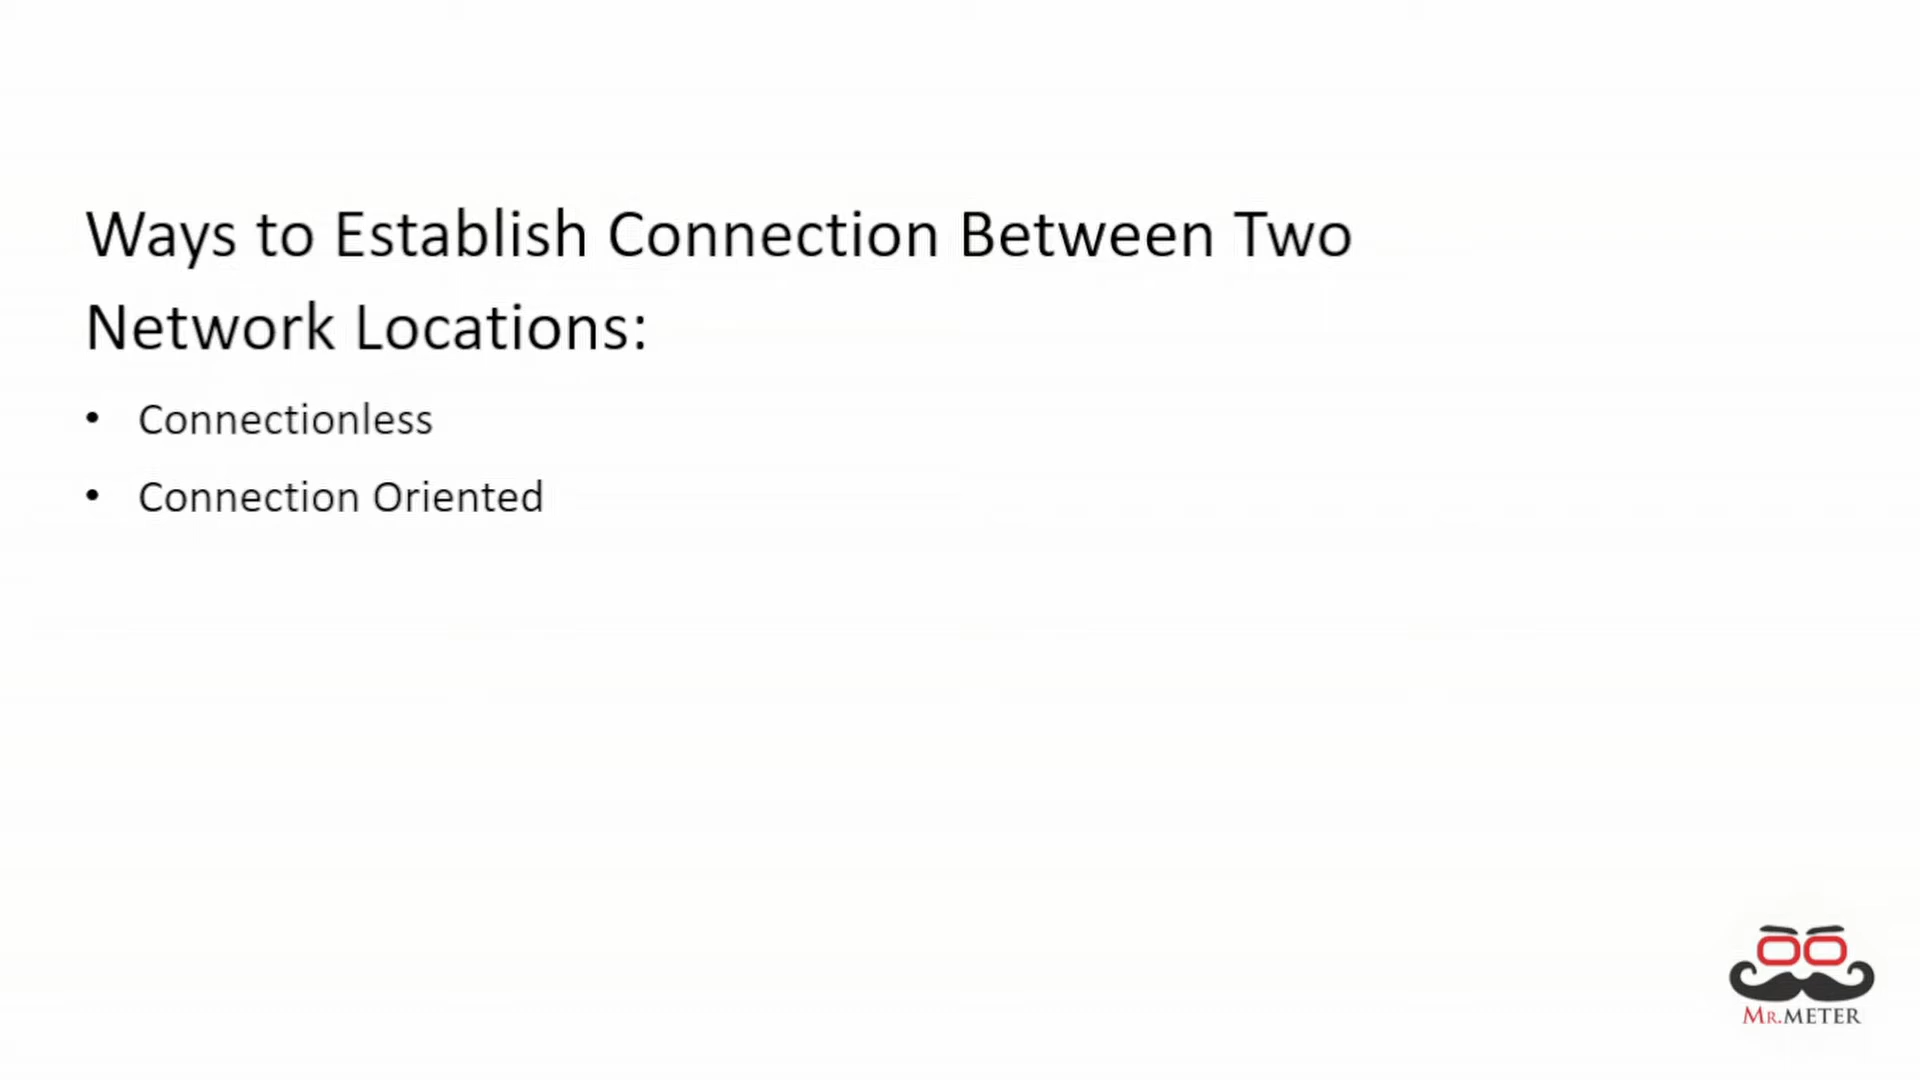 Ways to Establish Connection Between Two
Network Locations:
• Connectionless
• Connection Oriented
MR.METER